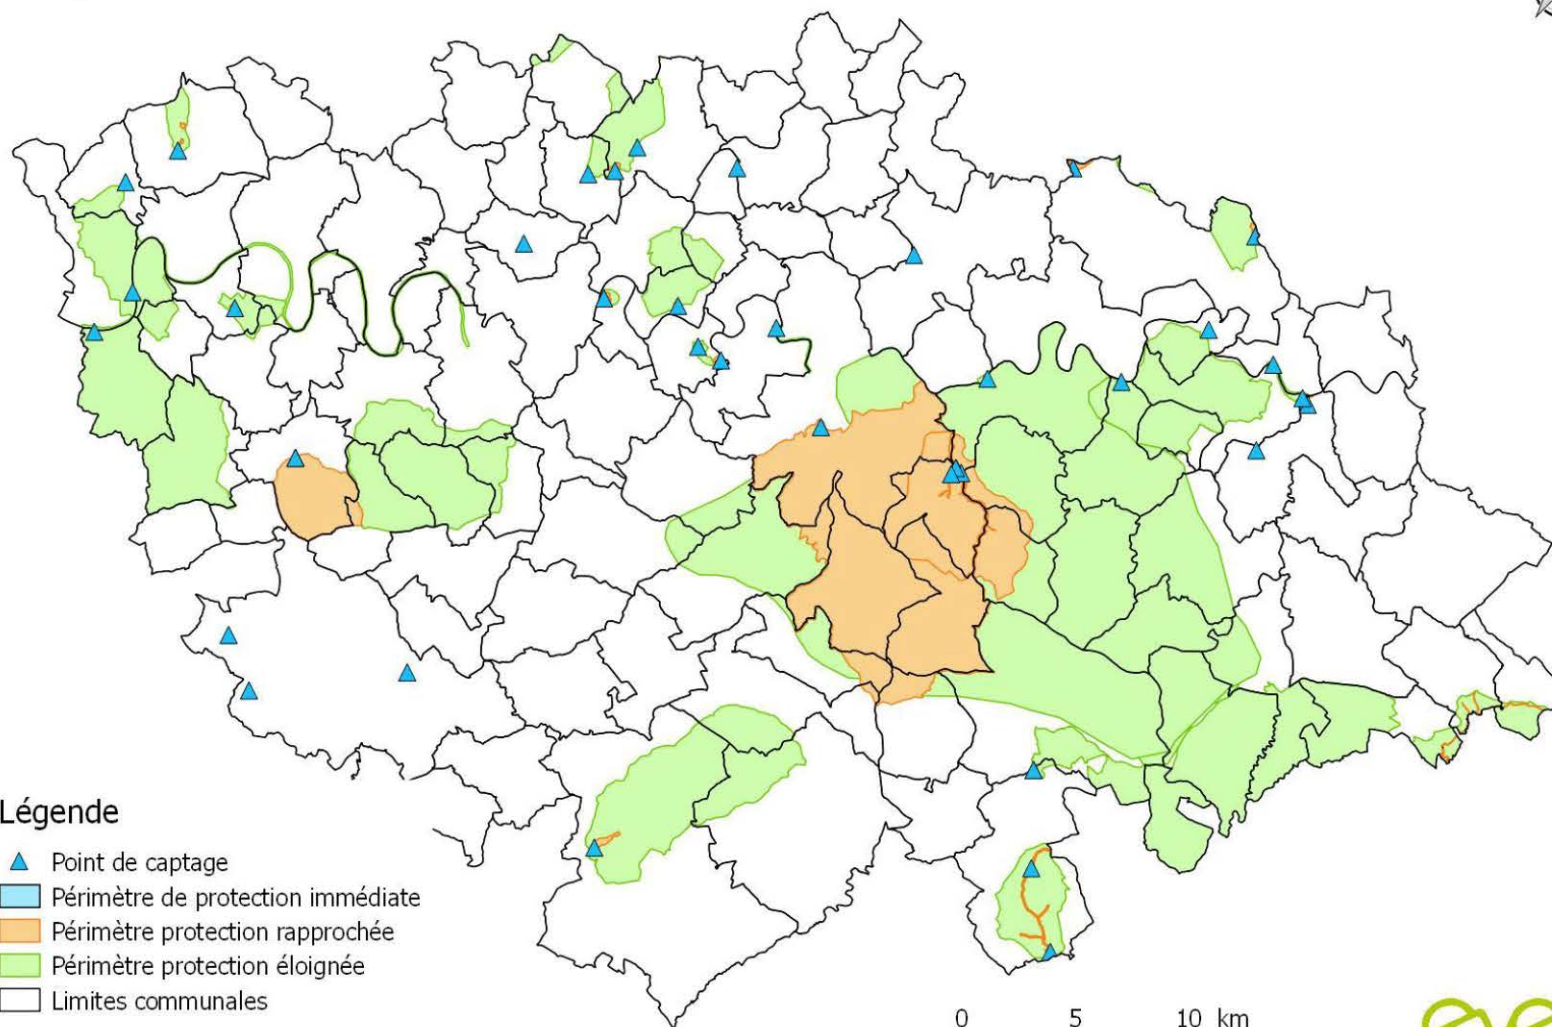 Légende
Point de captage
Périmètre de protection immédiate
Périmètre protection rapprochée
Périmètre protection éloignée
Limites communales
0 5 10 km